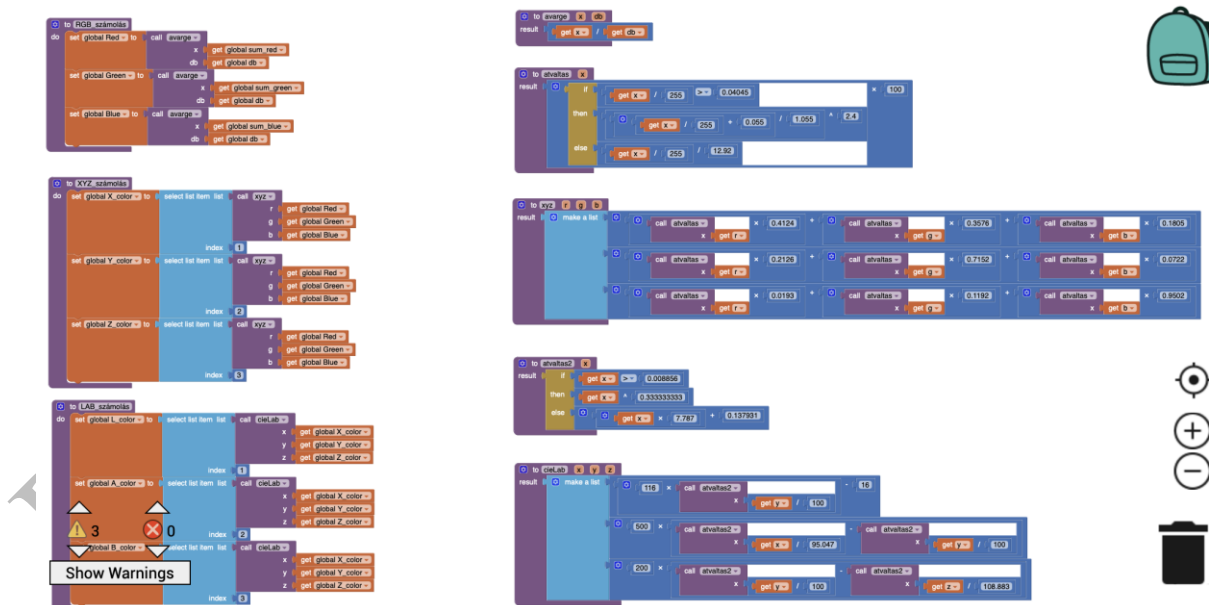 to RGB_számolás
do set global Red to call avarge
x get global sum_red
db get global db
set global Green to call avarge
x get global sum_green
db get global db
set global Blue to call avarge
x get global sum_blue
db get global db
to XYZ_számolás
do set global X_color to select list item list call xyz
r get global Red
g get global Green
b get global Blue
index 1
set global Y_color to select list item list call xyz
r get global Red
g get global Green
b get global Blue
index 2
set global Z_color to select list item list call xyz
r get global Red
g get global Green
b get global Blue
index 3
to LAB_számolás
do set global L_color to select list item list call cieLab
x get global X_color
y get global Y_color
z get global Z_color
index 1
set global A_color to select list item list call cieLab
x get global X_color
y get global Y_color
z get global Z_color
index 2
global B_color to select list item list call cieLab
x get global X_color
y get global Y_color
z get global Z_color
index 3
3 0
Show Warnings
to avarge x db
result get x / get db
to atvaltas x
result if get x / 255 > 0.04045 × 100
then get x / 255 + 0.055 / 1.055 ^ 2.4
else get x / 255 / 12.92
to xyz r g b
result make a list call atvaltas × 0.4124 + call atvaltas × 0.3576 + call atvaltas × 0.1805
x get r x get g x get b
call atvaltas × 0.2126 + call atvaltas × 0.7152 + call atvaltas × 0.0722
x get r x get g x get b
call atvaltas × 0.0193 + call atvaltas × 0.1192 + call atvaltas × 0.9502
x get r x get g x get b
to atvaltas2 x
result if get x > 0.008856
then get x ^ 0.333333333
else get x × 7.787 + 0.137931
to cieLab x y z
result make a list 116 × call atvaltas2 - 16
x get y / 100
500 × call atvaltas2 - call atvaltas2
x get x / 95.047 x get y / 100
200 × call atvaltas2 - call atvaltas2
x get y / 100 x get z / 108.883